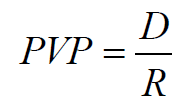 PVP = D/R